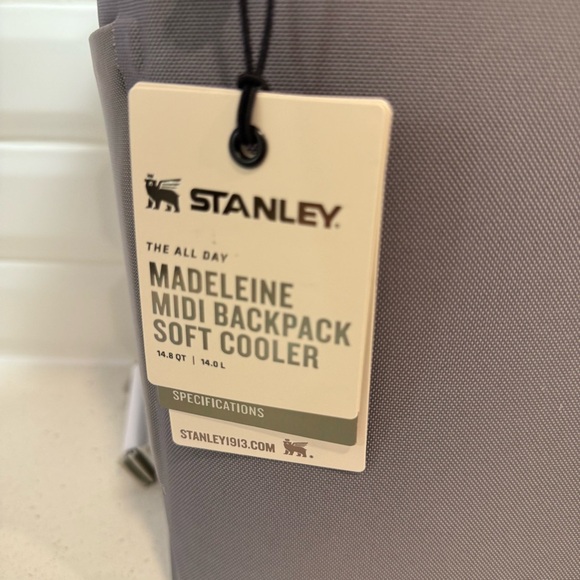 STANLEY.
THE ALL DAY
MADELEINE
MIDI BACKPACK
SOFT COOLER
14.8 QT | 14.0 L
SPECIFICATIONS
STANLEY1913.COM